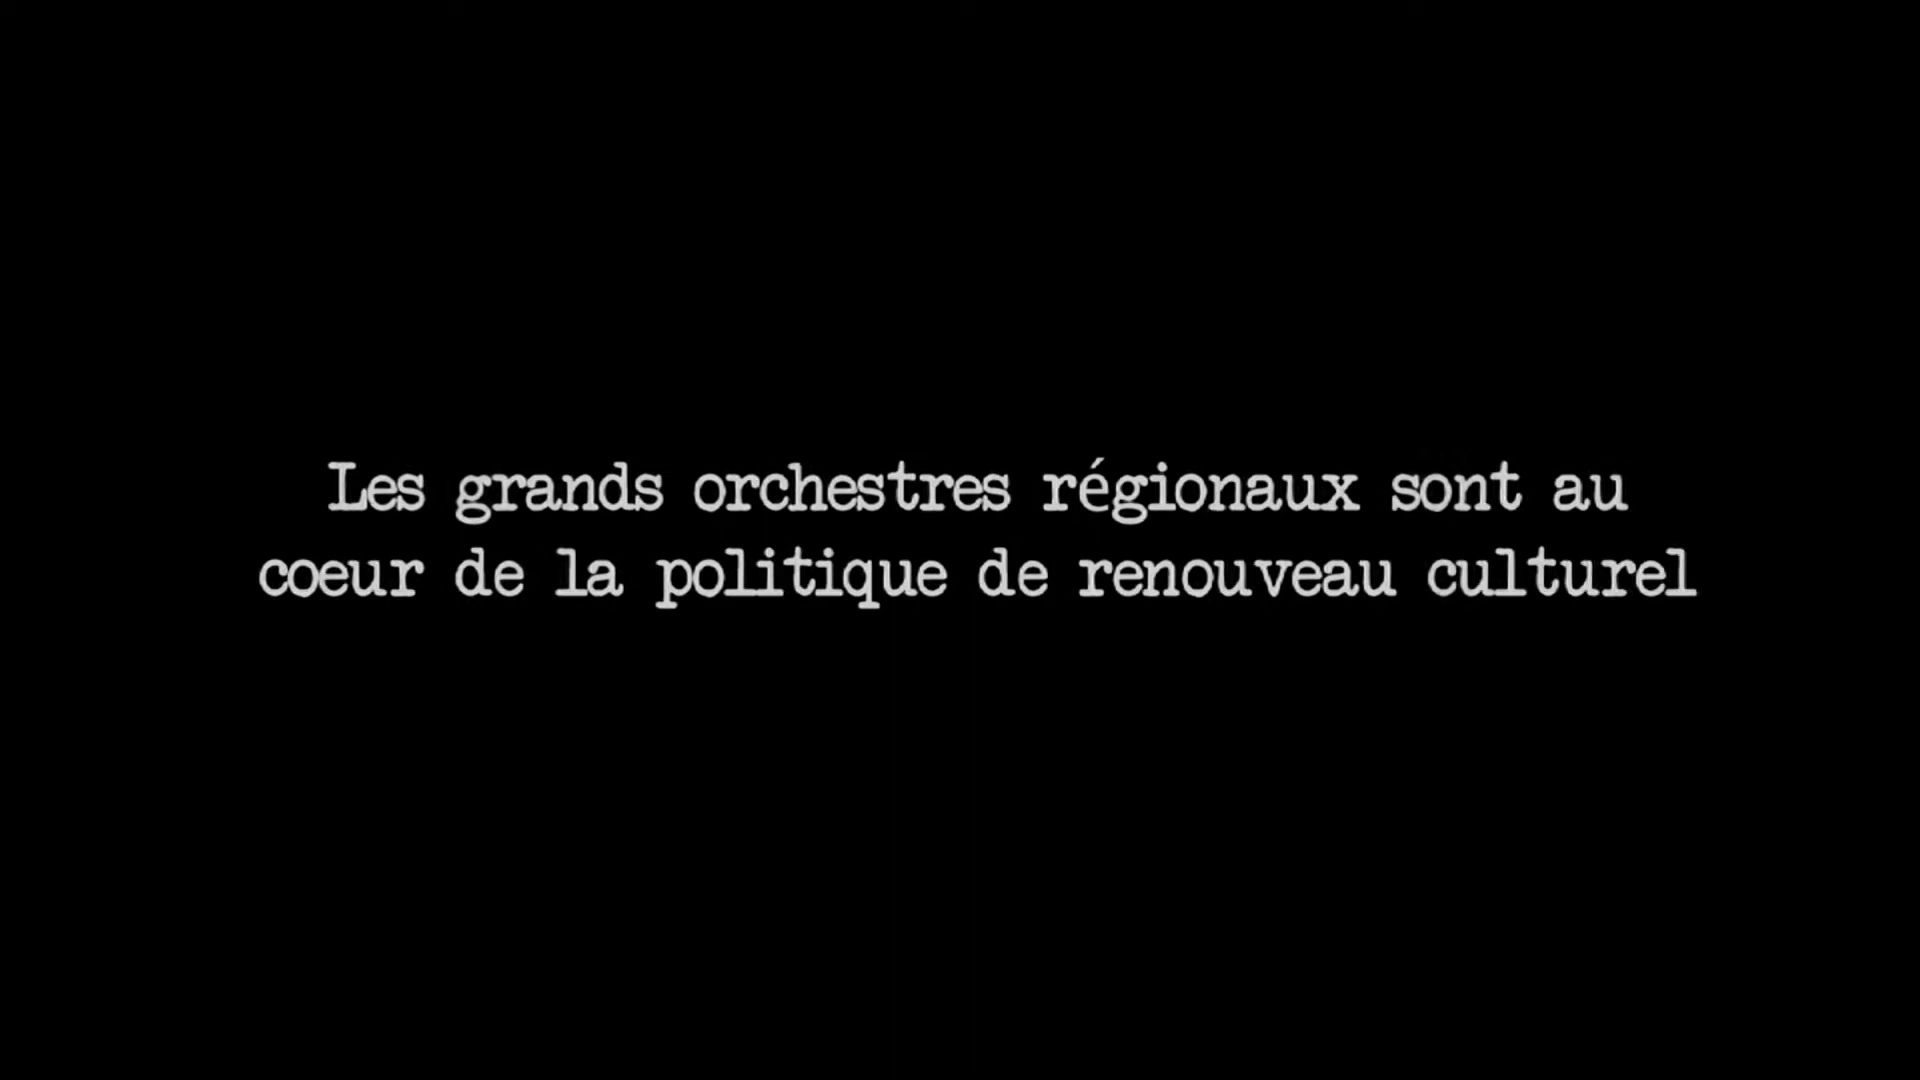 Les grands orchestres régionaux sont au
coeur de la politique de renouveau culturel